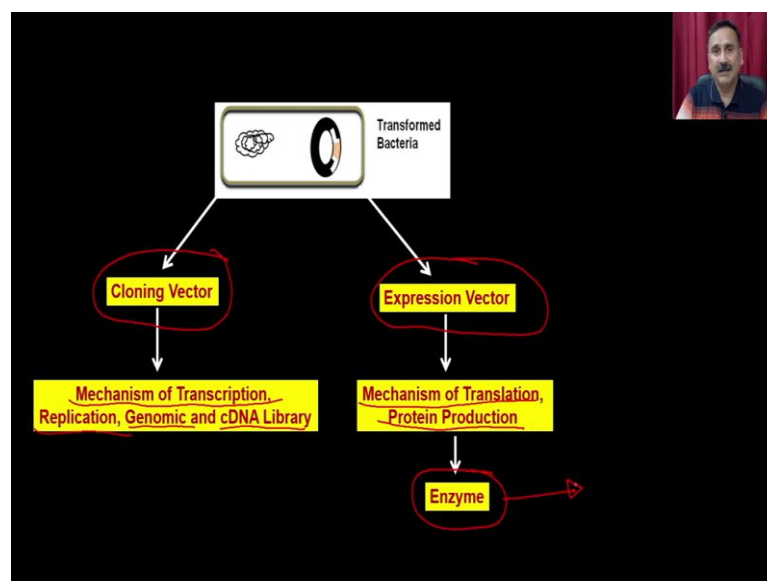 Transformed
Bacteria
Cloning Vector
Expression Vector
Mechanism of Transcription,
Replication, Genomic and cDNA Library
Mechanism of Translation,
Protein Production
Enzyme